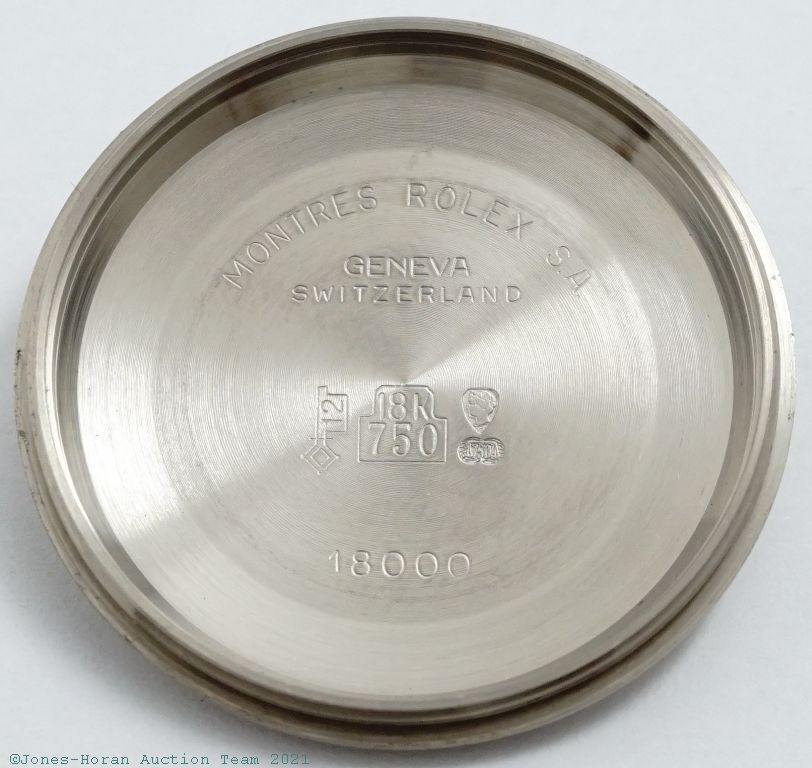 MONTRES ROLEX S.A.
GENEVA
SWITZERLAND
12
18K
750
18000
©Jones-Horan Auction Team 2021